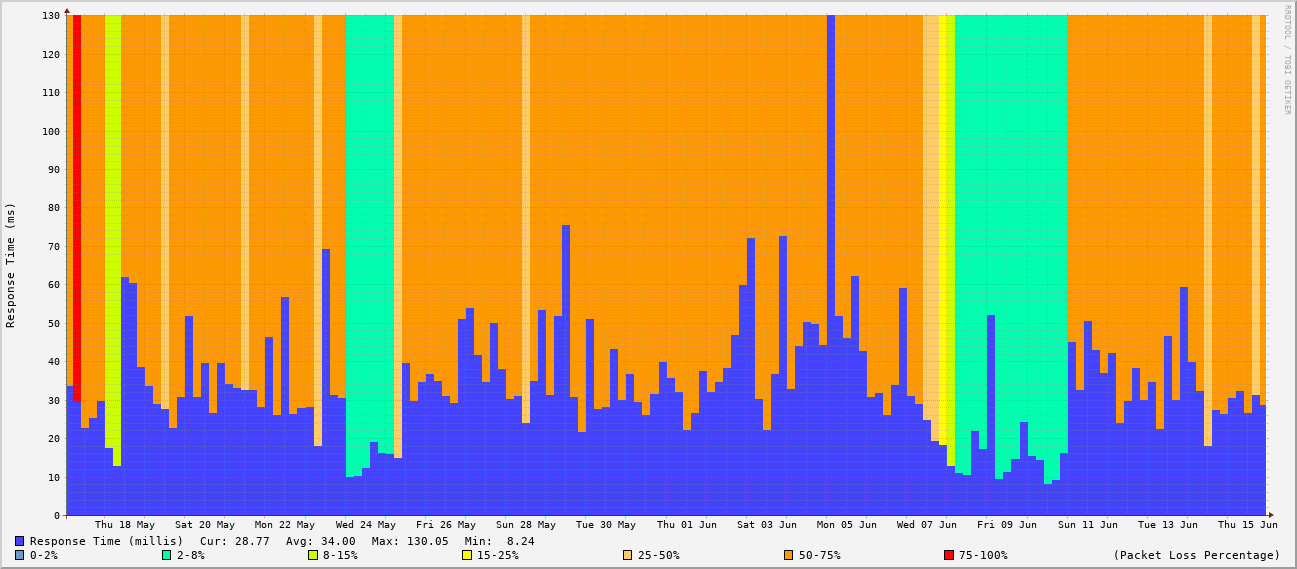 RRDTOOL / TOBI OETIKER
Response Time (ms)
130
120
110
100
90
80
70
60
50
40
30
20
10
0
Thu 18 May Sat 20 May Mon 22 May Wed 24 May Fri 26 May Sun 28 May Tue 30 May Thu 01 Jun Sat 03 Jun Mon 05 Jun Wed 07 Jun Fri 09 Jun Sun 11 Jun Tue 13 Jun Thu 15 Jun
Response Time (millis) Cur: 28.77 Avg: 34.00 Max: 130.05 Min: 8.24
0-2% 2-8% 8-15% 15-25% 25-50% 50-75% 75-100% (Packet Loss Percentage)